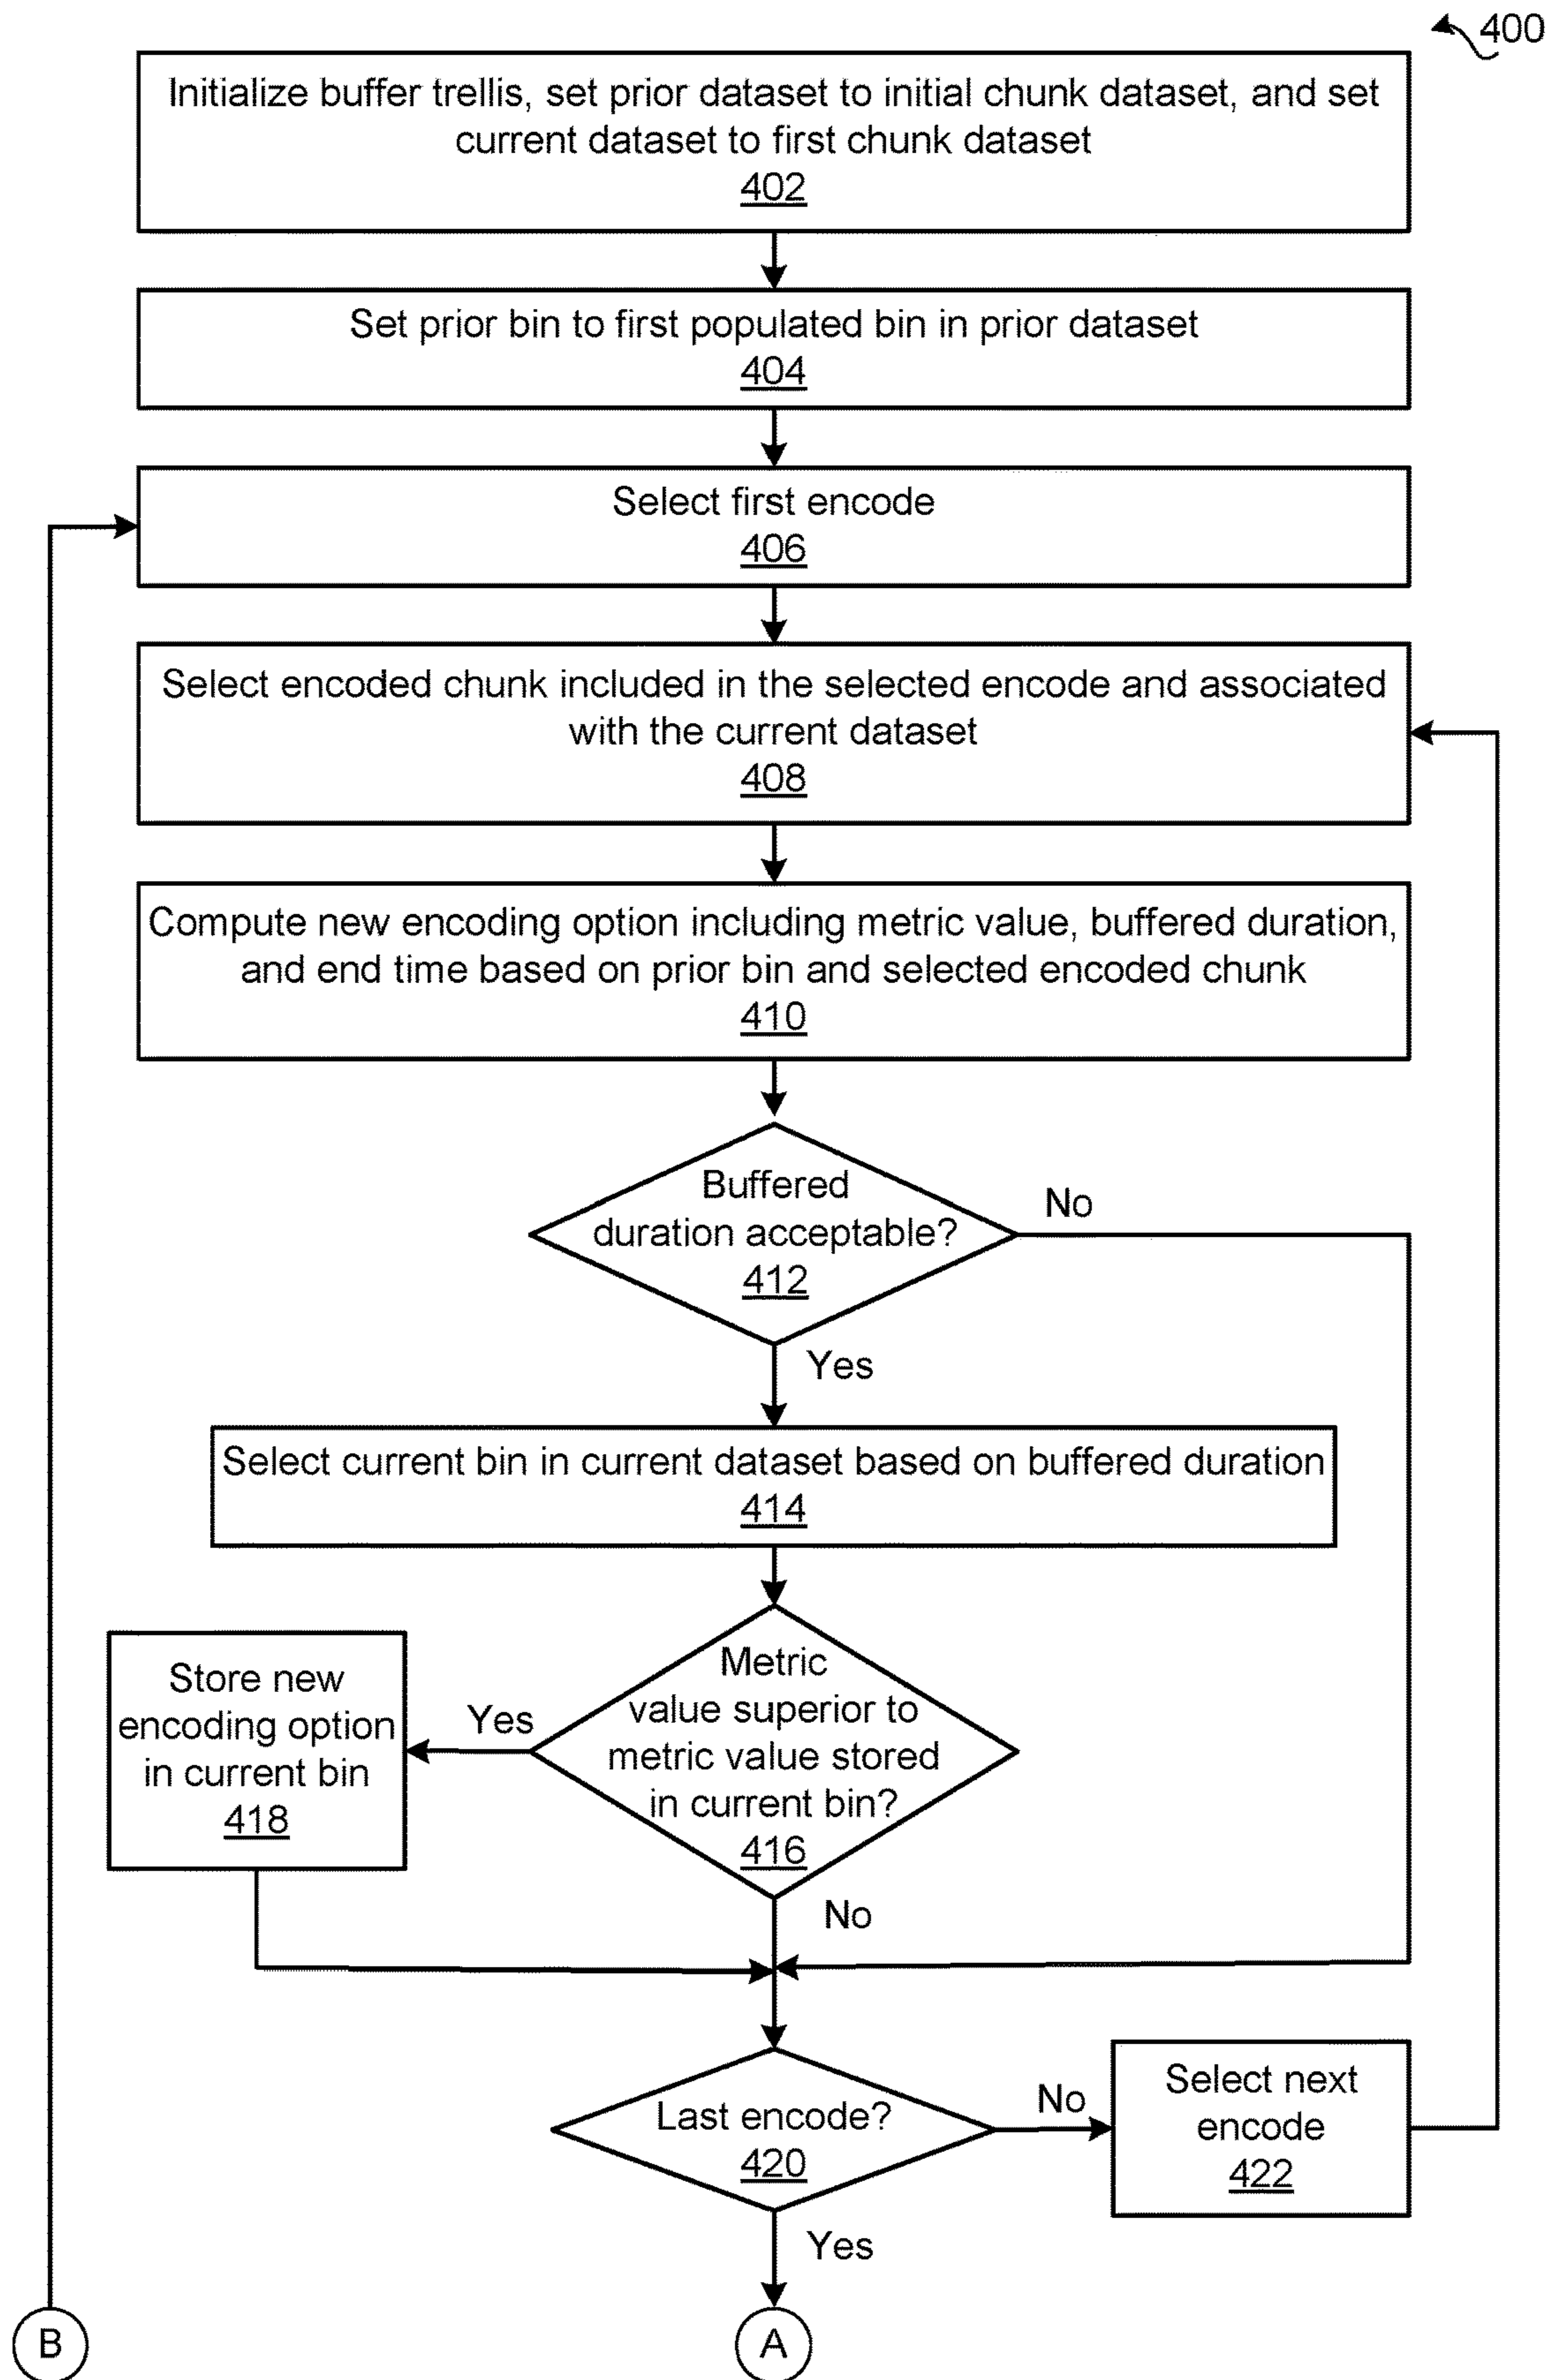 400
Initialize buffer trellis, set prior dataset to initial chunk dataset, and set
current dataset to first chunk dataset
402
Set prior bin to first populated bin in prior dataset
404
Select first encode
406
Select encoded chunk included in the selected encode and associated
with the current dataset
408
Compute new encoding option including metric value, buffered duration,
and end time based on prior bin and selected encoded chunk
410
Buffered
duration acceptable?
412
No
Yes
Select current bin in current dataset based on buffered duration
414
Metric
value superior to
metric value stored
in current bin?
416
Yes
Store new
encoding option
in current bin
418
No
Last encode?
420
No
Select next
encode
422
Yes
B
A